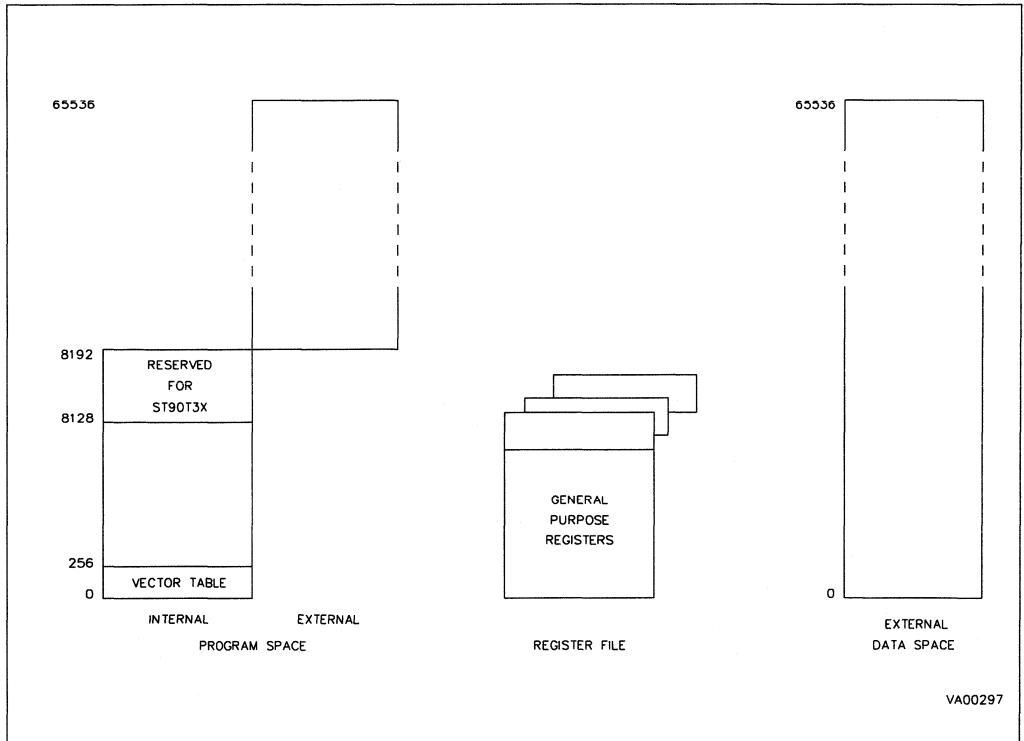 65536
65536
8192
RESERVED
FOR
ST90T3X
8128
GENERAL
PURPOSE
REGISTERS
256
VECTOR TABLE
0
0
INTERNAL
EXTERNAL
PROGRAM SPACE
REGISTER FILE
EXTERNAL
DATA SPACE
VA00297